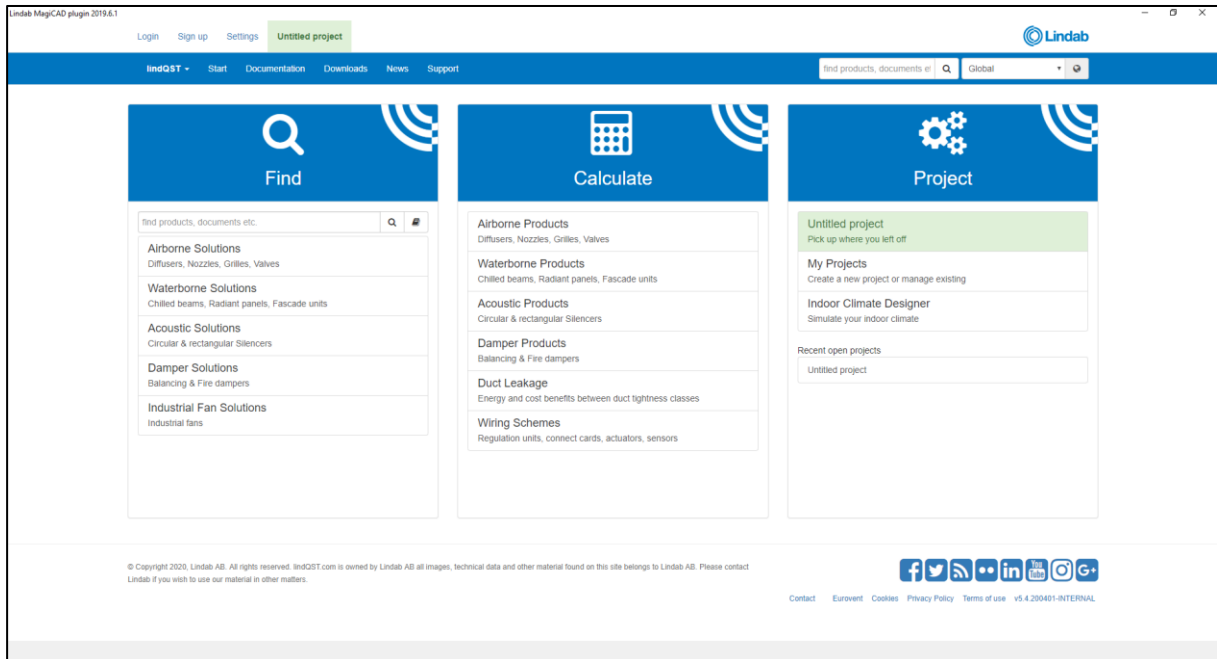 Lindab MagiCAD plugin 2019.6.1
Login Sign up Settings Untitled project
Lindab
lindQST Start Documentation Downloads News Support
find products, documents e
Global
Find
find products, documents etc.
Airborne Solutions
Diffusers, Nozzles, Grilles, Valves
Waterborne Solutions
Chilled beams, Radiant panels, Fascade units
Acoustic Solutions
Circular & rectangular Silencers
Damper Solutions
Balancing & Fire dampers
Industrial Fan Solutions
Industrial fans
Calculate
Airborne Products
Diffusers, Nozzles, Grilles, Valves
Waterborne Products
Chilled beams, Radiant panels, Fascade units
Acoustic Products
Circular & rectangular Silencers
Damper Products
Balancing & Fire dampers
Duct Leakage
Energy and cost benefits between duct tightness classes
Wiring Schemes
Regulation units, connect cards, actuators, sensors
Project
Untitled project
Pick up where you left off
My Projects
Create a new project or manage existing
Indoor Climate Designer
Simulate your indoor climate
Recent open projects
Untitled project
© Copyright 2020, Lindab AB. All rights reserved. lindQST.com is owned by Lindab AB all images, technical data and other material found on this site belongs to Lindab AB. Please contact
Lindab if you wish to use our material in other matters.
f in You Tube G+
Contact Eurovent Cookies Privacy Policy Terms of use v5.4.200401-INTERNAL